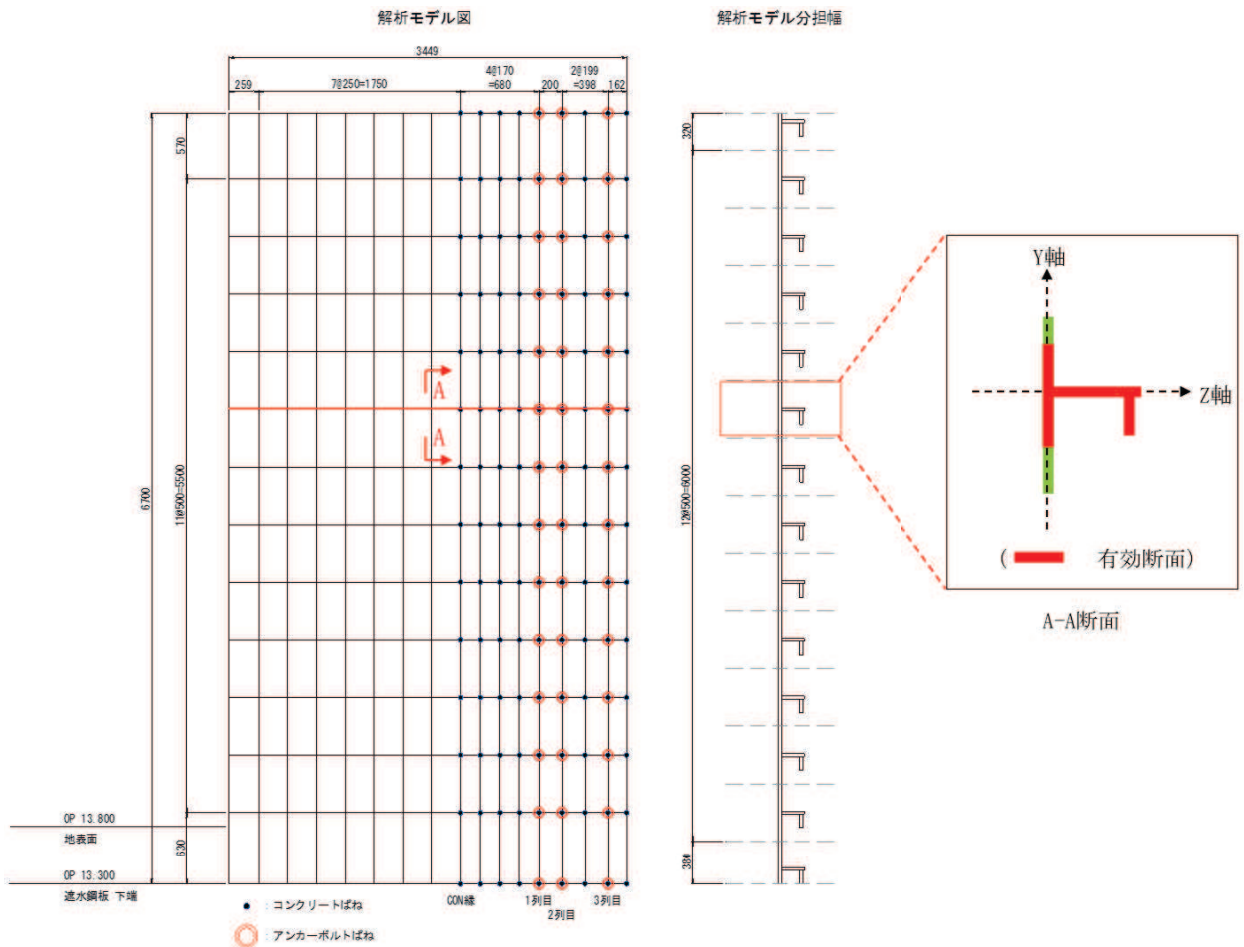 解析モデル図
解析モデル分担幅
3449
4@170
=680
2@199
=398
259
7@250=1750
200
162
570
320
A
A
6700
11@500=5500
12@500=6000
Y軸
Z軸
( 有効断面)
A-A断面
OP 13.800
地表面
630
OP 13.300
遮水鋼板 下端
CON縁
1列目
2列目
3列目
: コンクリートばね
: アンカーボルトばね